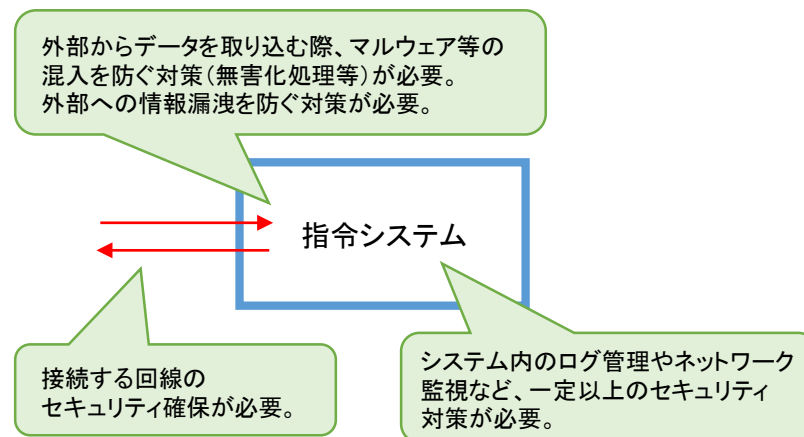 外部からデータを取り込む際、マルウェア等の
混入を防ぐ対策(無害化処理等)が必要。
外部への情報漏洩を防ぐ対策が必要。
指令システム
接続する回線の
セキュリティ確保が必要。
システム内のログ管理やネットワーク
監視など、一定以上のセキュリティ
対策が必要。